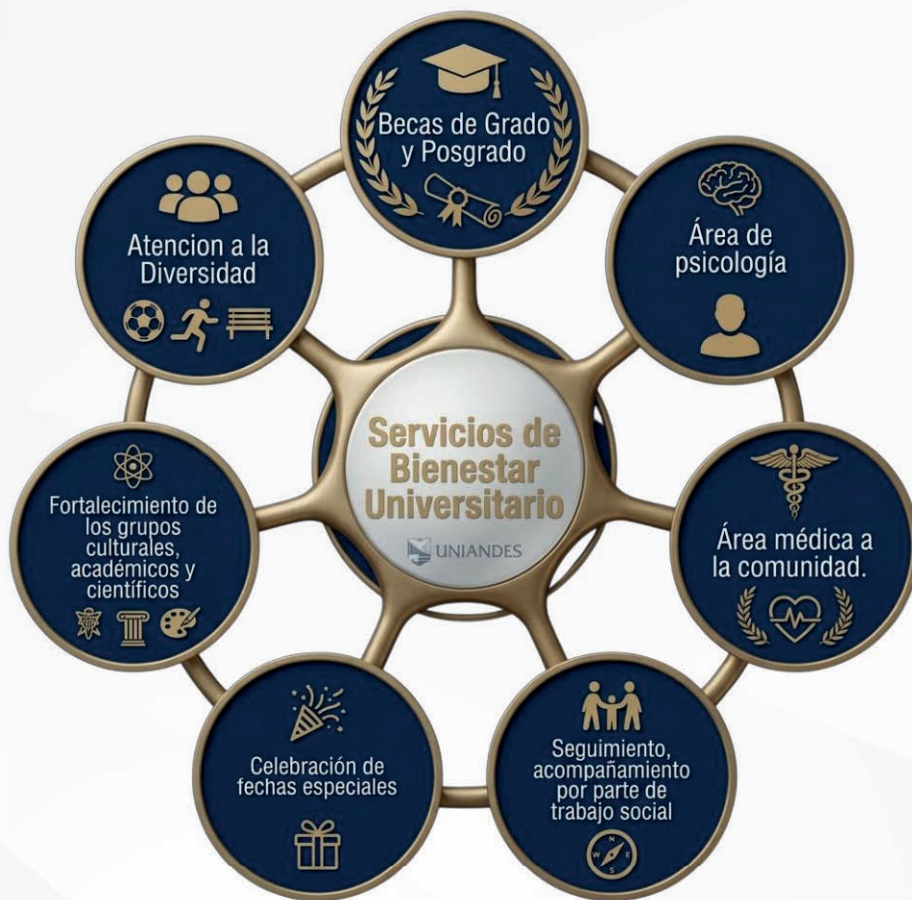 Becas de Grado
y Posgrado
Área de
psicología
Área médica a
la comunidad.
Seguimiento,
acompañamiento
por parte de
trabajo social
N
W E
S
Celebración de
fechas especiales
Fortalecimiento de
los grupos
culturales,
académicos y
científicos
Atencion a la
Diversidad
Servicios de
Bienestar
Universitario
UNIANDES